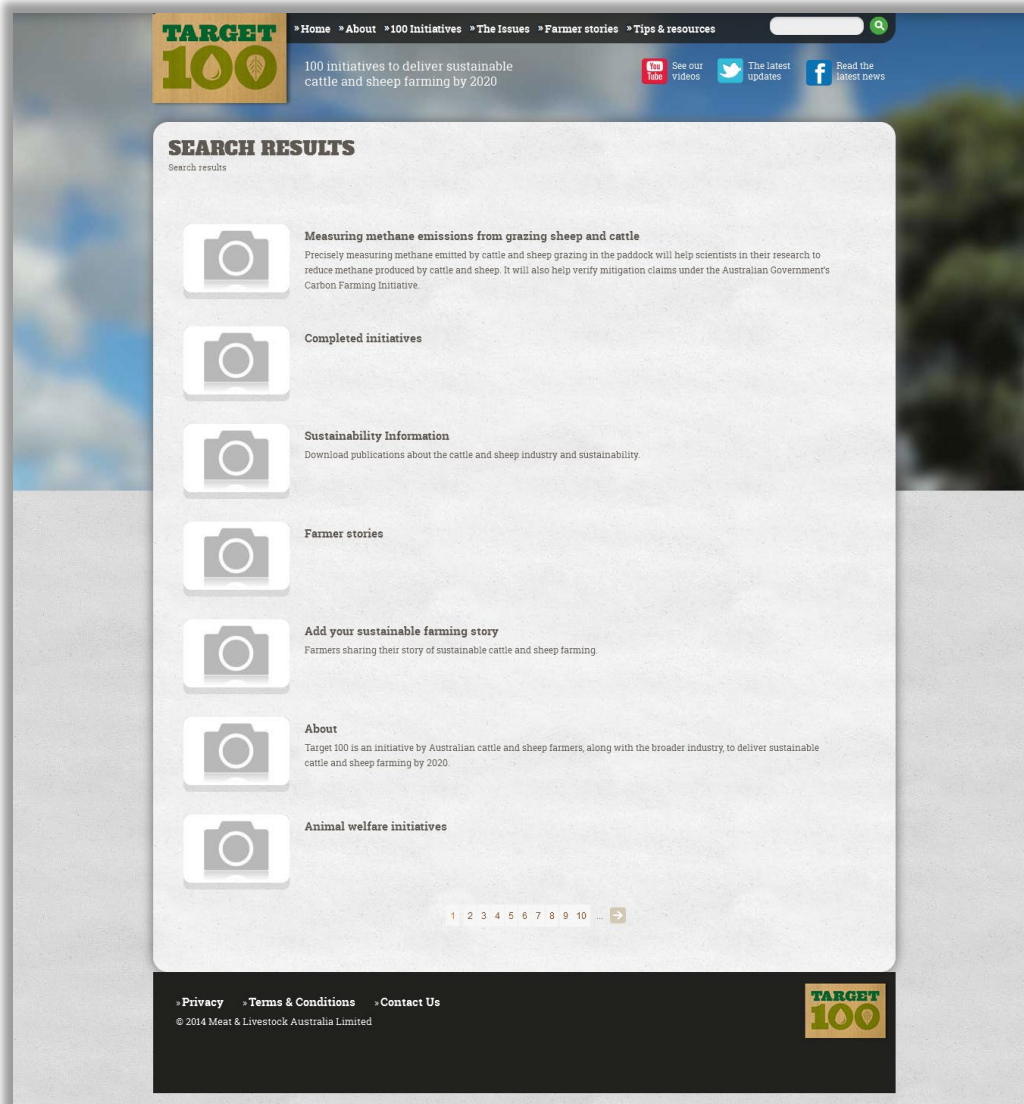 TARGET
100
»Home »About »100 Initiatives »The Issues »Farmer stories »Tips & resources
100 initiatives to deliver sustainable
cattle and sheep farming by 2020
You
Tube
See our
videos
The latest
updates
f
Read the
latest news
SEARCH RESULTS
Search results
Measuring methane emissions from grazing sheep and cattle
Precisely measuring methane emitted by cattle and sheep grazing in the paddock will help scientists in their research to
reduce methane produced by cattle and sheep. It will also help verify mitigation claims under the Australian Government's
Carbon Farming Initiative.
Completed initiatives
Sustainability Information
Download publications about the cattle and sheep industry and sustainability.
Farmer stories
Add your sustainable farming story
Farmers sharing their story of sustainable cattle and sheep farming.
About
Target 100 is an initiative by Australian cattle and sheep farmers, along with the broader industry, to deliver sustainable
cattle and sheep farming by 2020.
Animal welfare initiatives
1 2 3 4 5 6 7 8 9 10 ...
»Privacy »Terms & Conditions »Contact Us
© 2014 Meat & Livestock Australia Limited
TARGET
100